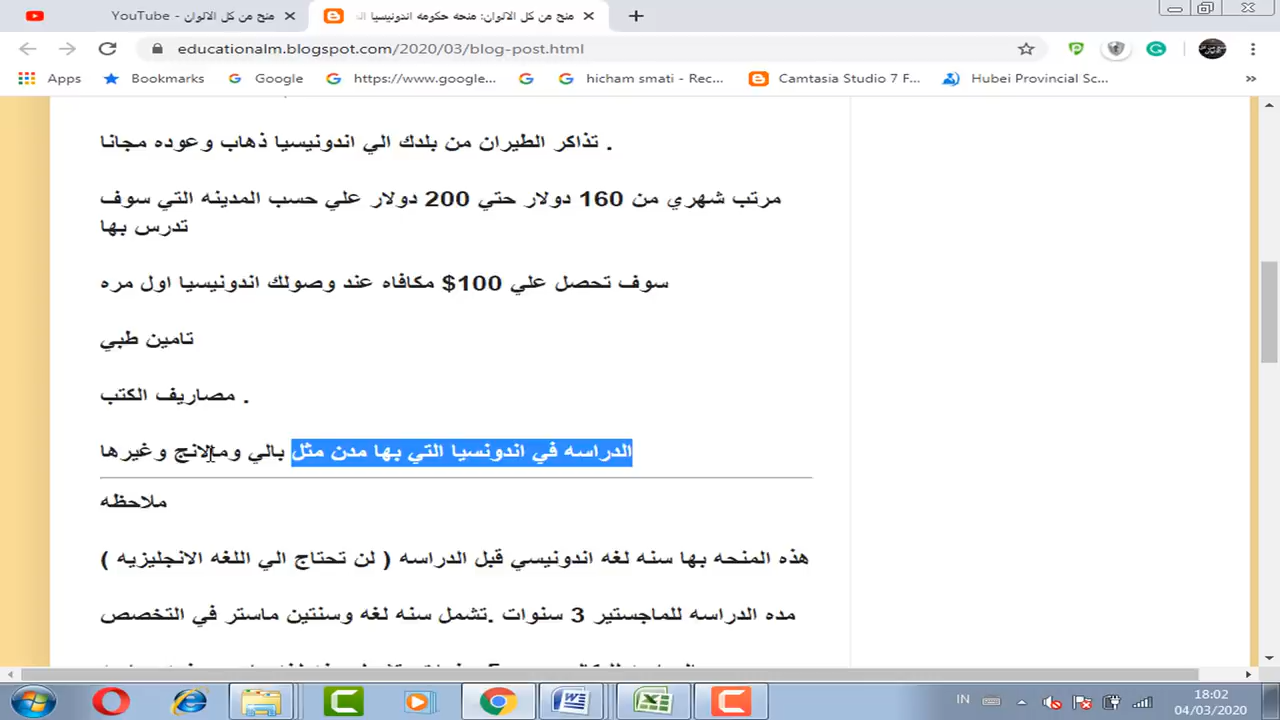 منح من كل الالوان - YouTube
منح من كل الالوان: منحه حكومه اندونيسيا ال
educationalm.blogspot.com/2020/03/blog-post.html
Apps Bookmarks Google https://www.google... hicham smati - Rec... Camtasia Studio 7 F... Hubei Provincial Sc... »
تذاكر الطيران من بلدك الي اندونيسيا ذهاب وعوده مجانا .
مرتب شهري من 160 دولار حتي 200 دولار علي حسب المدينه التي سوف
تدرس بها
سوف تحصل علي 100$ مكافاه عند وصولك اندونيسيا اول مره
تامين طبي
مصاريف الكتب .
الدراسه في اندونسيا التي بها مدن مثل بالي ومالانج وغيرها
ملاحظه
هذه المنحه بها سنه لغه اندونيسي قبل الدراسه ( لن تحتاج الي اللغه الانجليزيه )
مده الدراسه للماجستير 3 سنوات .تشمل سنه لغه وسنتين ماستر في التخصص
IN
18:02
04/03/2020